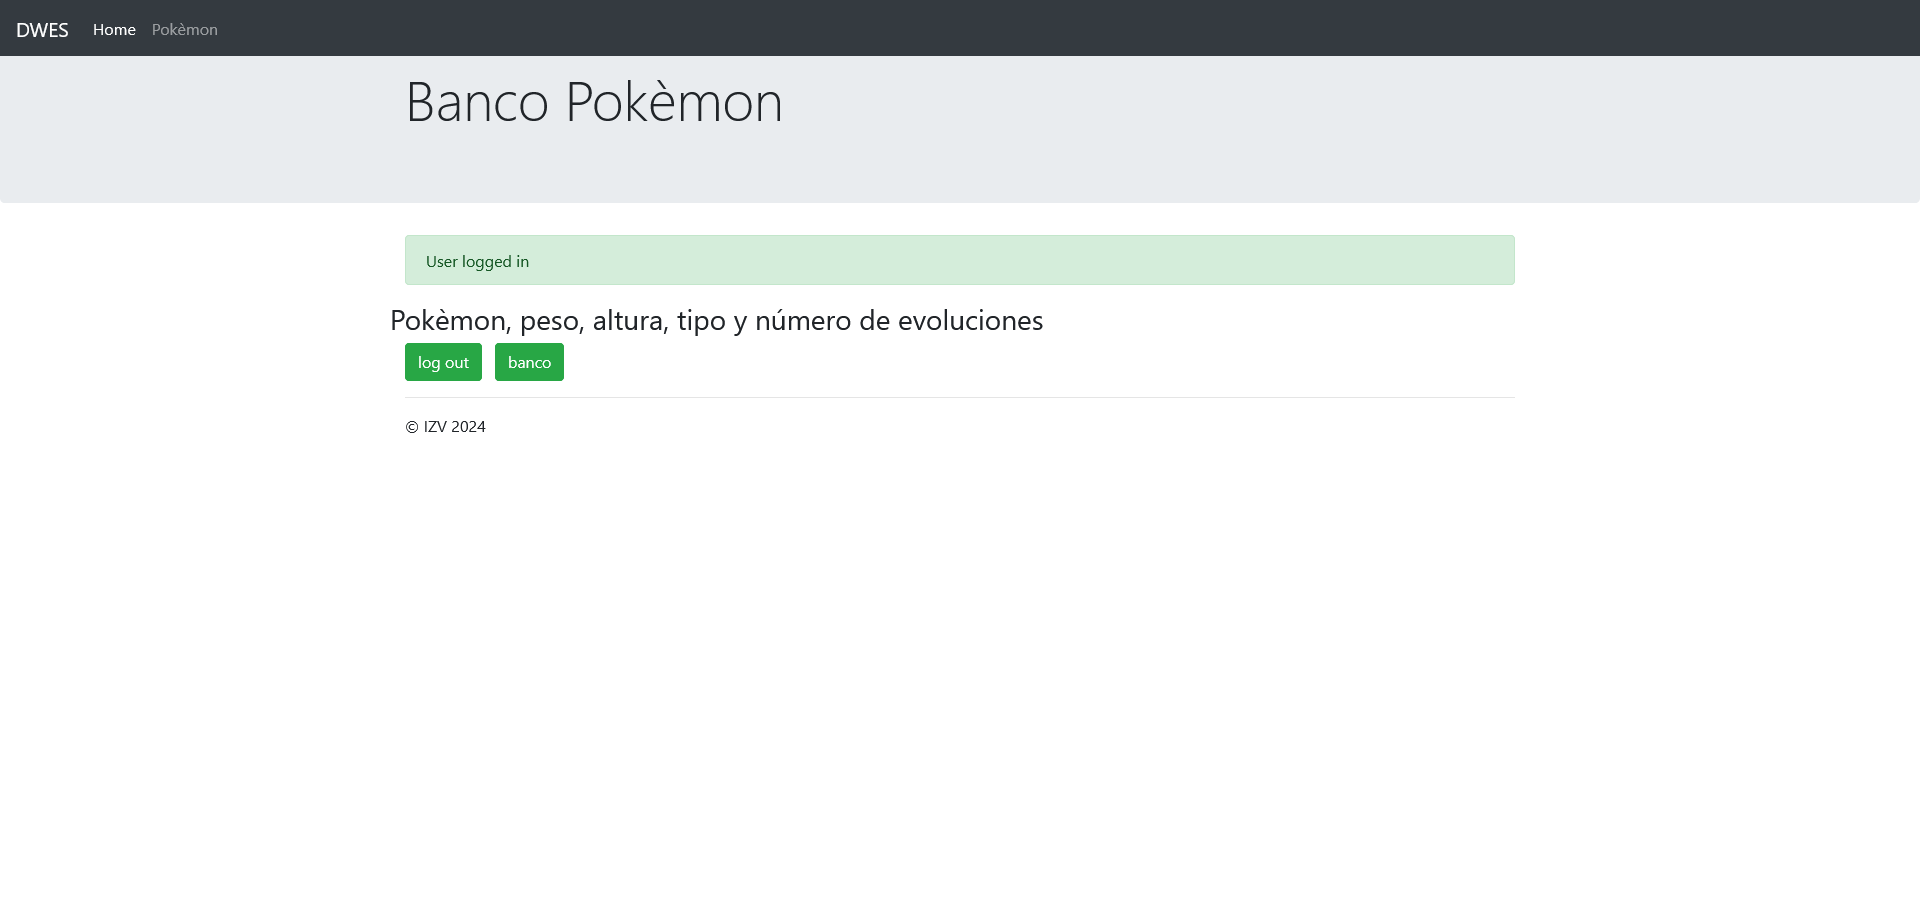 DWES Home Pokèmon
Banco Pokèmon
User logged in
Pokèmon, peso, altura, tipo y número de evoluciones
log out banco
© IZV 2024